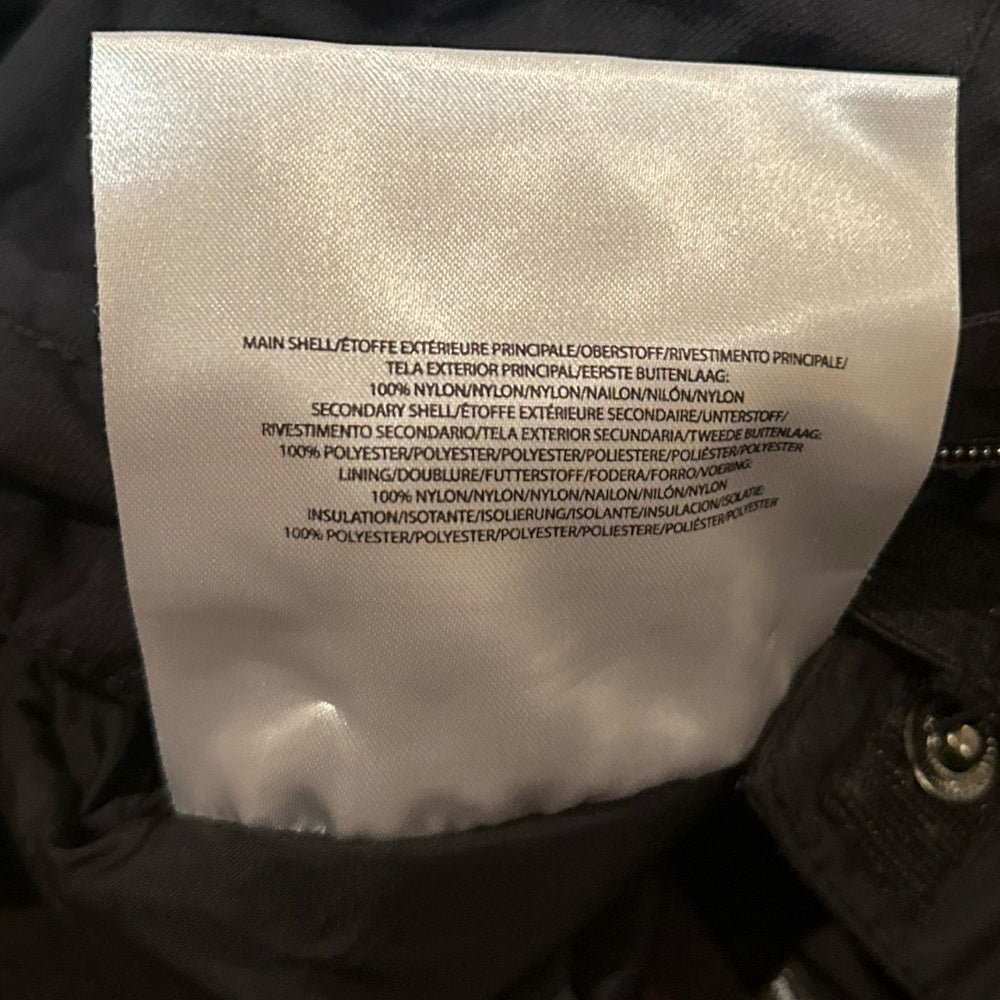 MAIN SHELL/ÉTOFFE EXTÉRIEURE PRINCIPALE/OBERSTOFF/RIVESTIMENTO PRINCIPALE/
TELA EXTERIOR PRINCIPAL/EERSTE BUITENLAAG:
100% NYLON/NYLON/NYLON/NAILON/NILÓN/NYLON
SECONDARY SHELL/ÉTOFFE EXTÉRIEURE SECONDAIRE/UNTERSTOFF/
RIVESTIMENTO SECONDARIO/TELA EXTERIOR SECUNDARIA/TWEEDE BUITENLAAG:
100% POLYESTER/POLYESTER/POLYESTER/POLIESTERE/POLIÉSTER/POLYESTER
LINING/DOUBLURE/FUTTERSTOFF/FODERA/FORRO/VOERING:
100% NYLON/NYLON/NYLON/NAILON/NILÓN/NYLON
INSULATION/ISOTANTE/ISOLIERUNG/ISOLANTE/INSULACION/ISOLATIE:
100% POLYESTER/POLYESTER/POLYESTER/POLIESTERE/POLIÉSTER/POLYESTER